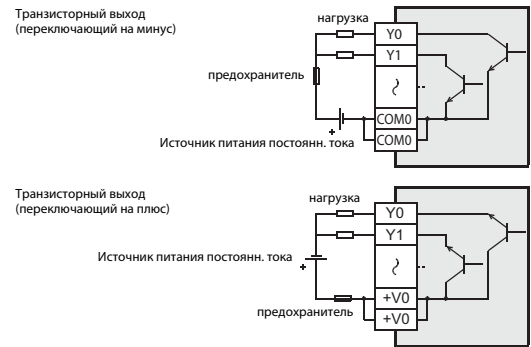 Транзисторный выход
(переключающий на минус)
нагрузка
Y0
Y1
предохранитель
COM0
+
Источник питания постоянн. тока
COM0
Транзисторный выход
(переключающий на плюс)
нагрузка
Y0
Y1
Источник питания постоянн. тока
+
+V0
предохранитель
+V0